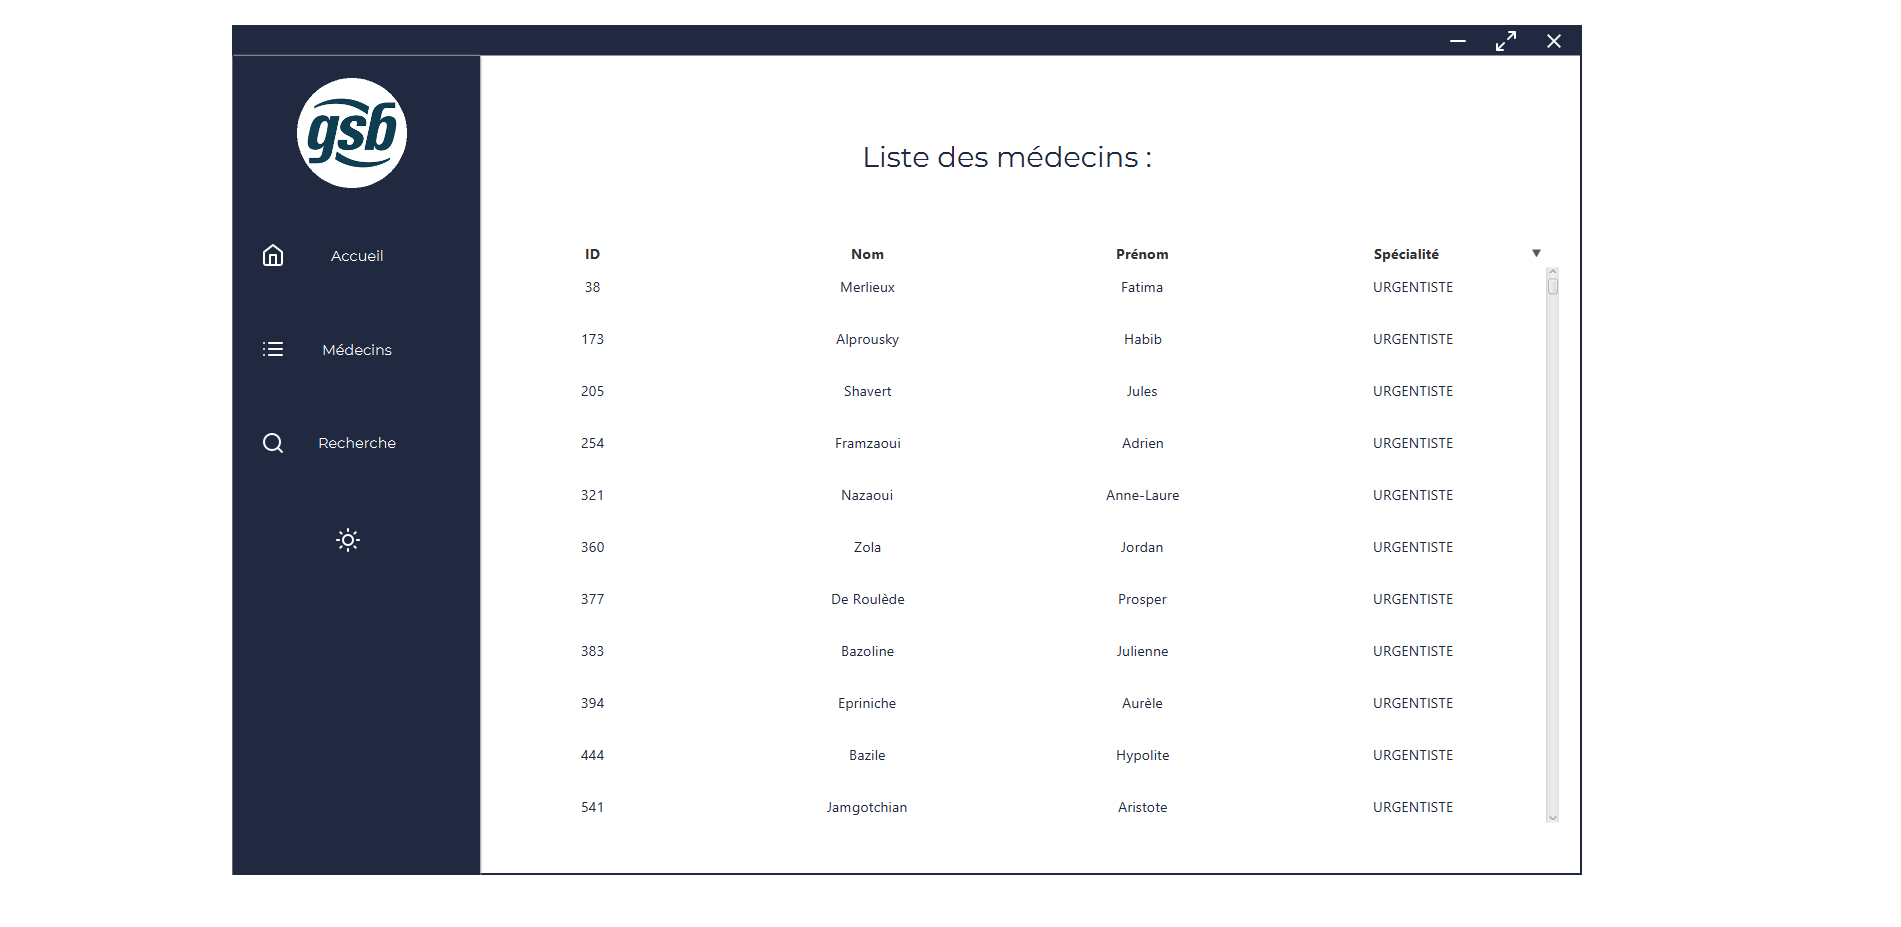 gsb
Accueil
Médecins
Recherche
Liste des médecins :
ID Nom Prénom Spécialité
38 Merlieux Fatima URGENTISTE
173 Alprousky Habib URGENTISTE
205 Shavert Jules URGENTISTE
254 Framzaoui Adrien URGENTISTE
321 Nazaoui Anne-Laure URGENTISTE
360 Zola Jordan URGENTISTE
377 De Roulède Prosper URGENTISTE
383 Bazoline Julienne URGENTISTE
394 Epriniche Aurèle URGENTISTE
444 Bazile Hypolite URGENTISTE
541 Jamgotchian Aristote URGENTISTE